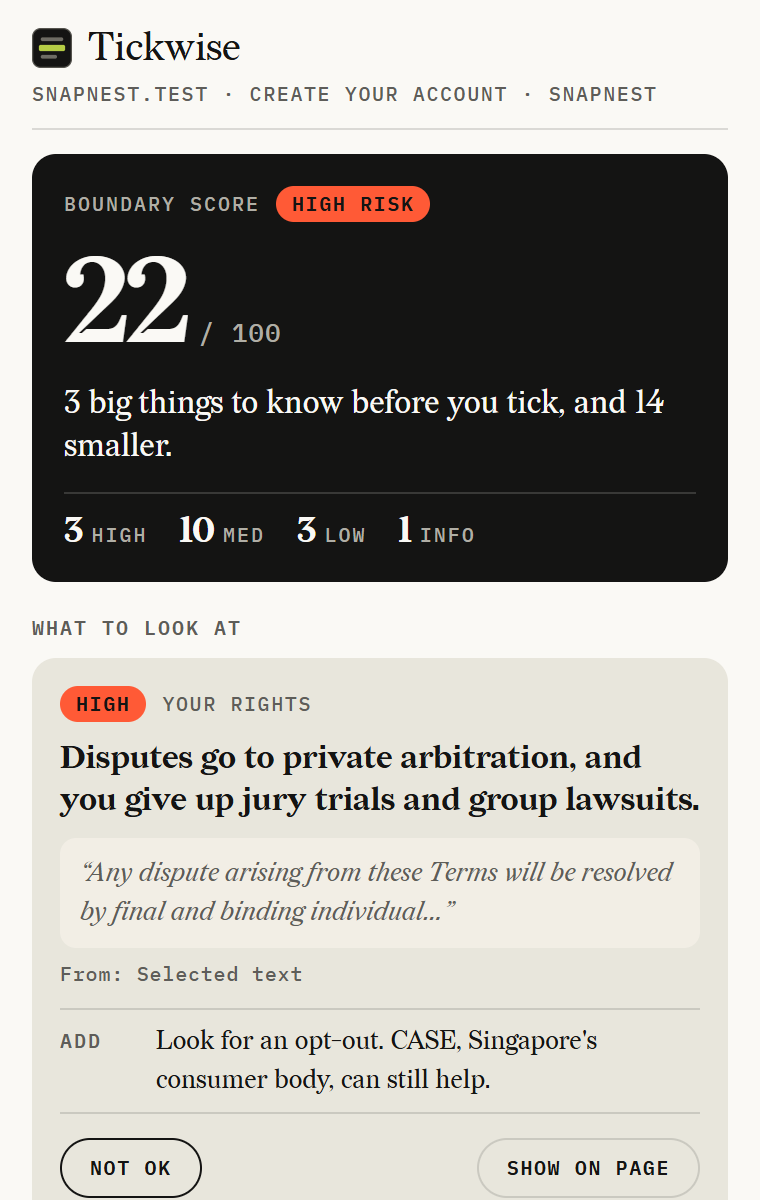 Tickwise
SNAPNEST.TEST · CREATE YOUR ACCOUNT · SNAPNEST
BOUNDARY SCORE HIGH RISK
22 / 100
3 big things to know before you tick, and 14
smaller.
3 HIGH 10 MED 3 LOW 1 INFO
WHAT TO LOOK AT
HIGH YOUR RIGHTS
Disputes go to private arbitration, and
you give up jury trials and group lawsuits.
“Any dispute arising from these Terms will be resolved
by final and binding individual…”
From: Selected text
ADD Look for an opt-out. CASE, Singapore's
consumer body, can still help.
NOT OK SHOW ON PAGE